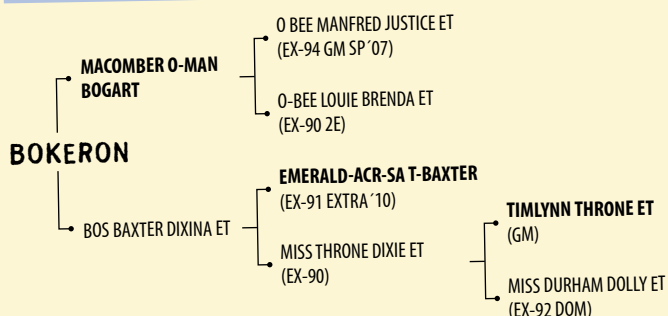 O BEE MANFRED JUSTICE ET
(EX-94 GM SP´07)
MACOMBER O-MAN
BOGART
O-BEE LOUIE BRENDA ET
(EX-90 2E)
BOKERON
EMERALD-ACR-SA T-BAXTER
(EX-91 EXTRA´10)
BOS BAXTER DIXINA ET
MISS THRONE DIXIE ET
(EX-90)
TIMLYNN THRONE ET
(GM)
MISS DURHAM DOLLY ET
(EX-92 DOM)